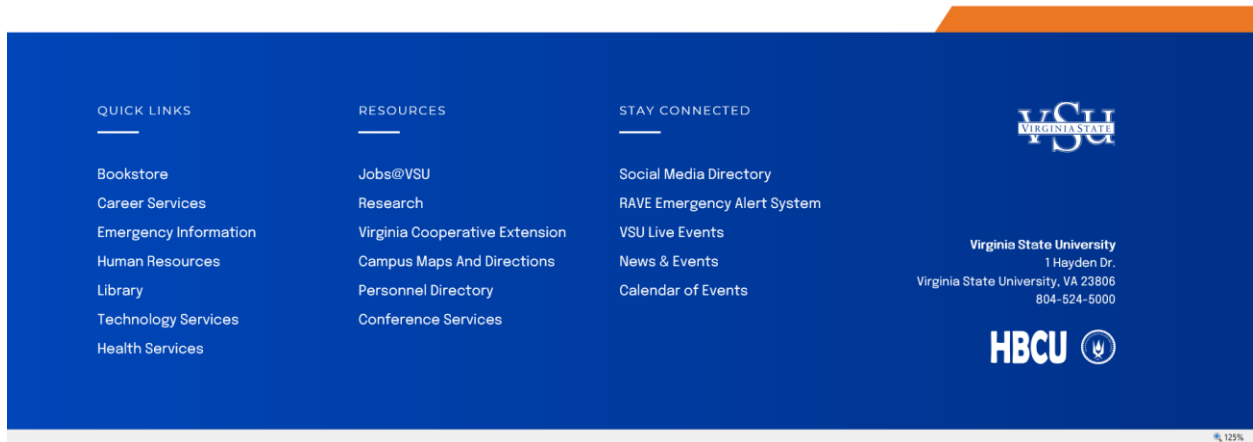 QUICK LINKS
Bookstore
Career Services
Emergency Information
Human Resources
Library
Technology Services
Health Services
RESOURCES
Jobs@VSU
Research
Virginia Cooperative Extension
Campus Maps And Directions
Personnel Directory
Conference Services
STAY CONNECTED
Social Media Directory
RAVE Emergency Alert System
VSU Live Events
News & Events
Calendar of Events
VSU
VIRGINIA STATE
Virginia State University
1 Hayden Dr.
Virginia State University, VA 23806
804-524-5000
HBCU
125%